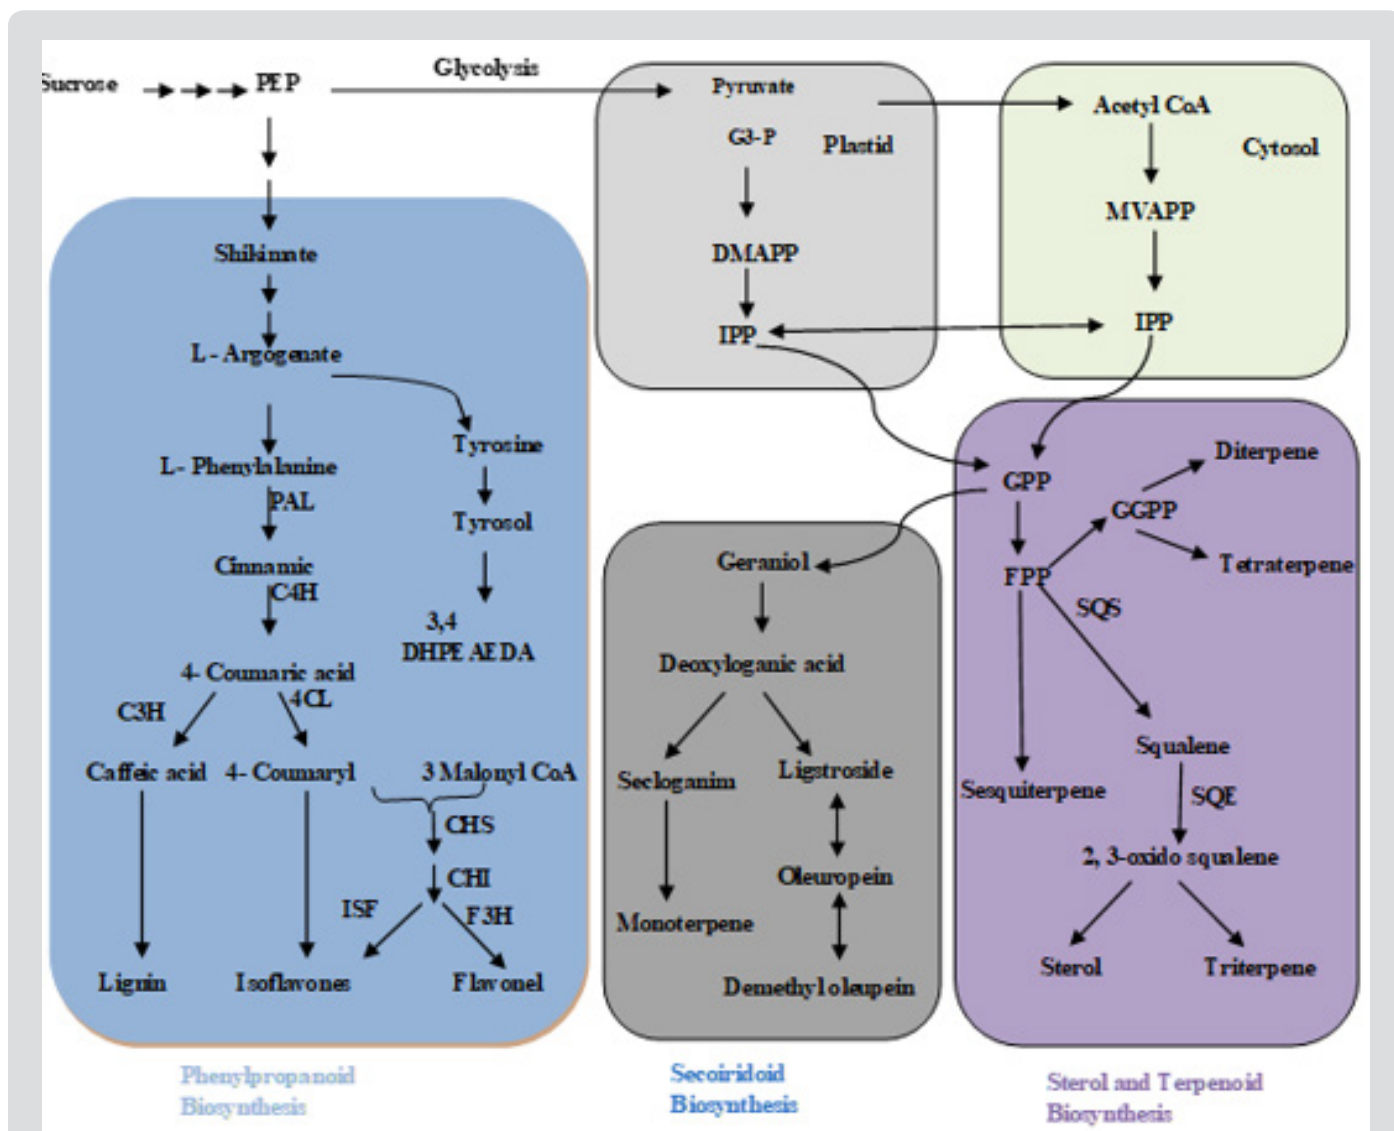 Sucrose
PEP
Glycolysis
Pyruvate
G3-P
Plastid
DMAPP
IPP
Acetyl CoA
Cytosol
MVAPP
IPP
Shikimate
L - Argogenate
L- Phenylalanine
PAL
Cinnamic
C4H
4- Coumaric acid
C3H
4CL
Caffeic acid
4- Coumaryl
3 Malonyl CoA
CHS
CHI
ISF
F3H
Lignin
Isoflavones
Flavonel
Tyrosine
Tyrosol
3,4
DHPE AEDA
Geraniol
Deoxyloganic acid
Secloganim
Ligstroside
Oleuropein
Monoterpene
Demethyl oleupein
GPP
Diterpene
GGPP
Tetraterpene
FPP
SQS
Squalene
Sesquiterpene
SQE
2, 3-oxido squalene
Sterol
Triterpene
Phenylpropanoid
Biosynthesis
Secoiridoid
Biosynthesis
Sterol and Terpenoid
Biosynthesis